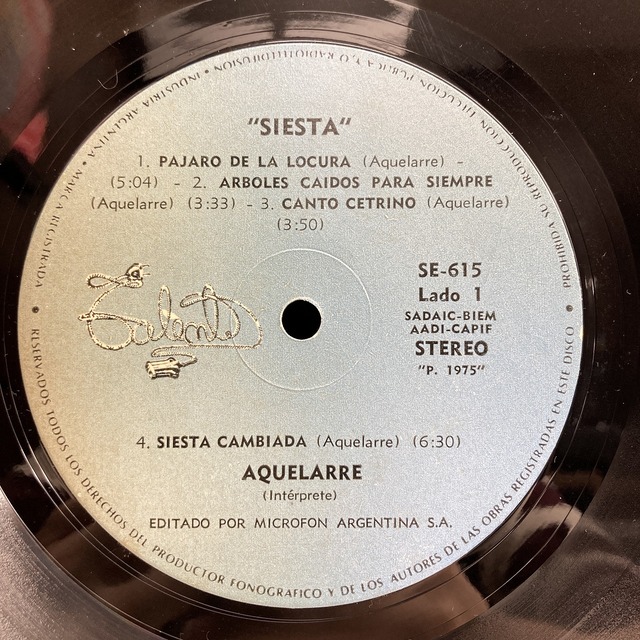 "SIESTA"
1. PAJARO DE LA LOCURA (Aquelarre) -
(5:04) - 2. ARBOLES CAIDOS PARA SIEMPRE
(Aquelarre) (3:33) - 3. CANTO CETRINO (Aquelarre)
(3:50)
Talent
SE-615
Lado 1
SADAIC-BIEM
AADI-CAPIF
STEREO
"P. 1975"
4. SIESTA CAMBIADA (Aquelarre) (6:30)
AQUELARRE
(Intérprete)
EDITADO POR MICROFON ARGENTINA S.A.
INDUSTRIA ARGENTINA • MARCA REGISTRADA • RESERVADOS TODOS LOS DERECHOS DEL PRODUCTOR FONOGRAFICO Y DE LOS AUTORES DE LAS OBRAS REGISTRADAS EN ESTE DISCO • PROHIBIDA SU REPRODUCCION EJECUCION PUBLICA Y/O RADIOTELEDIFUSION •